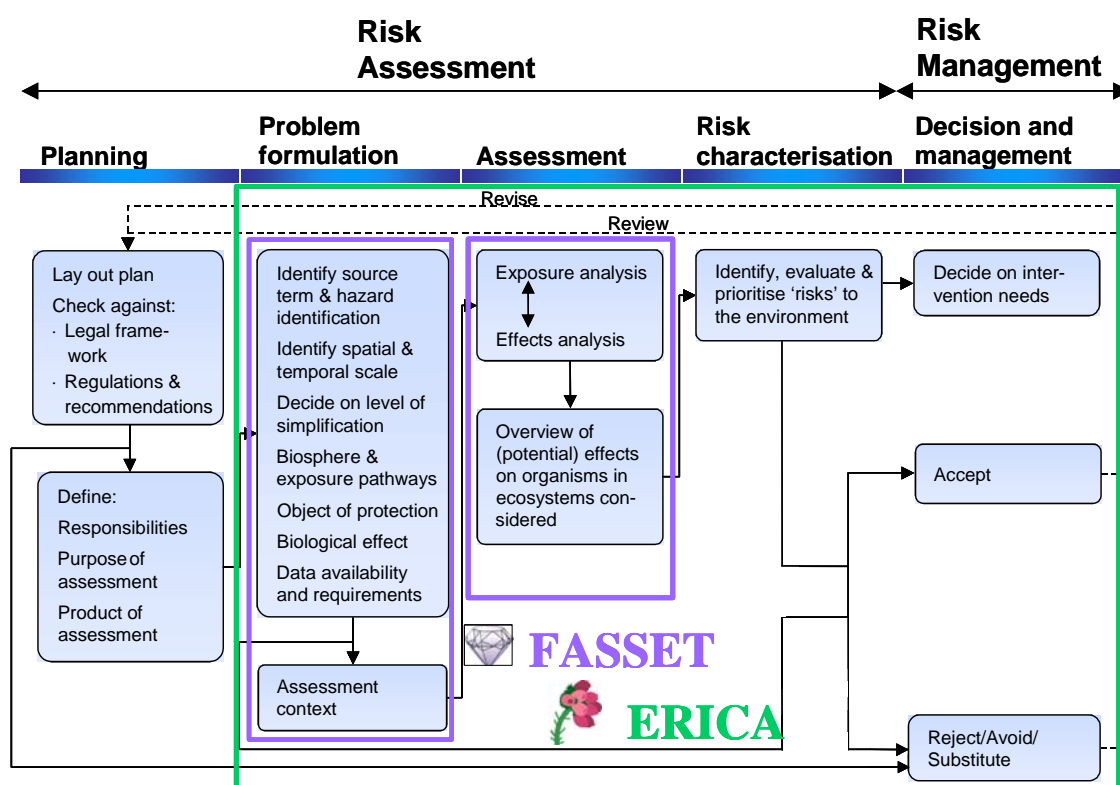 Risk
Assessment
Risk
Management
Planning
Problem
formulation
Assessment
Risk
characterisation
Decision and
management
Revise
Review
Lay out plan
Check against:
· Legal frame-
work
· Regulations &
recommendations
Define:
Responsibilities
Purpose of
assessment
Product of
assessment
Identify source
term & hazard
identification
Identify spatial &
temporal scale
Decide on level of
simplification
Biosphere &
exposure pathways
Object of protection
Biological effect
Data availability
and requirements
Assessment
context
Exposure analysis
Effects analysis
Overview of
(potential) effects
on organisms in
ecosystems con-
sidered
Identify, evaluate &
prioritise ‘risks’ to
the environment
Decide on inter-
vention needs
Accept
Reject/Avoid/
Substitute
FASSET
ERICA